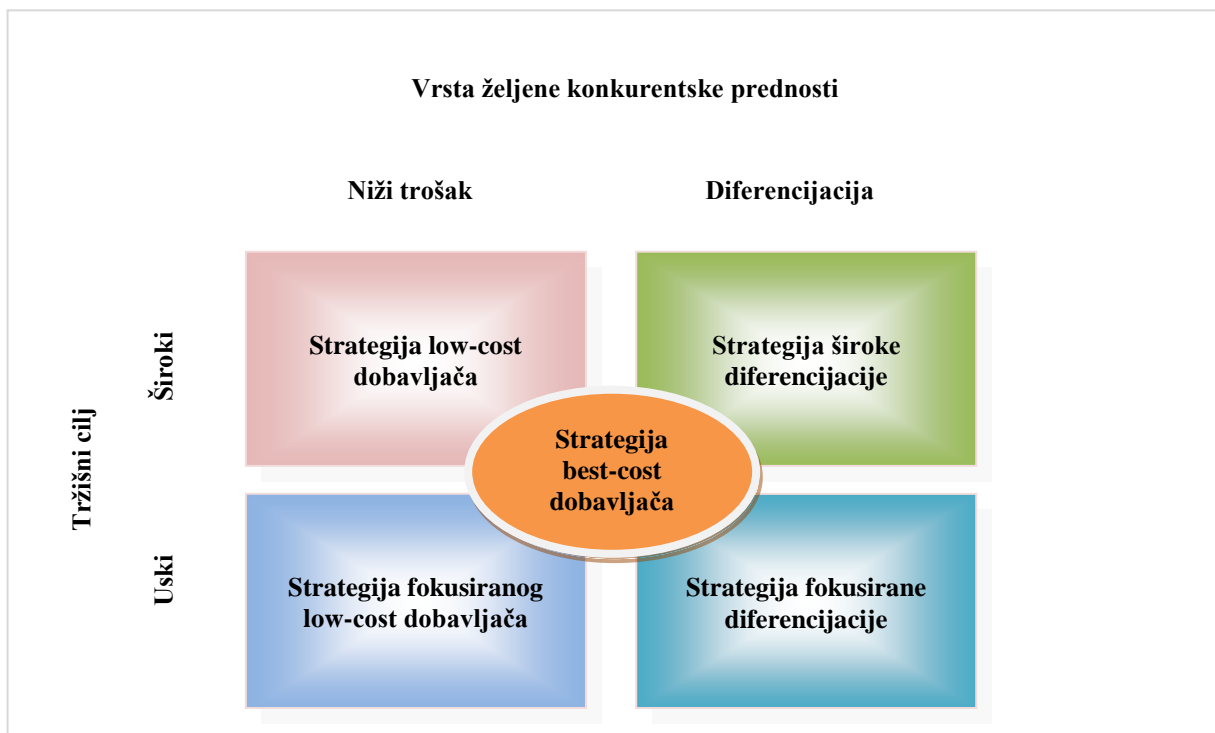 Vrsta željene konkurentske prednosti
Niži trošak
Diferencijacija
Tržišni cilj
Široki
Strategija low-cost
dobavljača
Strategija široke
diferencijacije
Strategija
best-cost
dobavljača
Uski
Strategija fokusiranog
low-cost dobavljača
Strategija fokusirane
diferencijacije